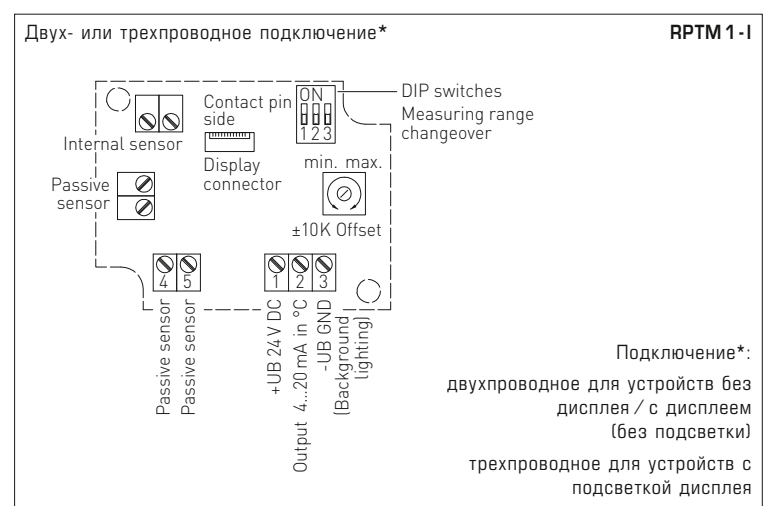 Двух- или трехпроводное подключение*
RPTM 1 - I
ON
1 2 3
DIP switches
Measuring range
changeover
Contact pin
side
Internal sensor
Display
connector
min. max.
Passive
sensor
±10K Offset
4 5
1 2 3
Passive sensor
Passive sensor
+UB 24 V DC
Output 4...20 mA in °C
-UB GND
(Background
lighting)
Подключение*:
двухпроводное для устройств без
дисплея / с дисплеем
(без подсветки)
трехпроводное для устройств с
подсветкой дисплея